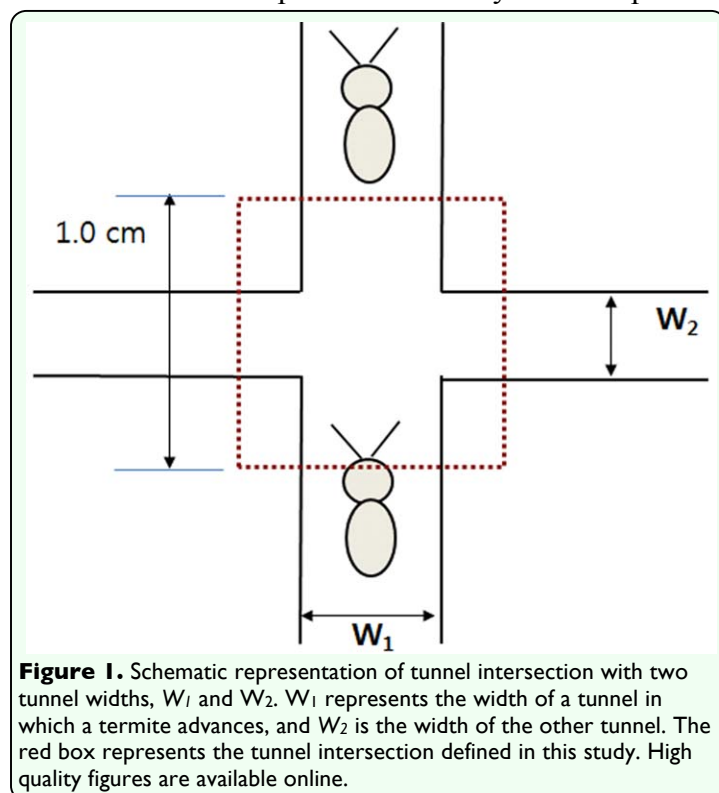 1.0 cm
W₂
W₁
Figure 1. Schematic representation of tunnel intersection with two
tunnel widths, W₁ and W₂. W₁ represents the width of a tunnel in
which a termite advances, and W₂ is the width of the other tunnel. The
red box represents the tunnel intersection defined in this study. High
quality figures are available online.